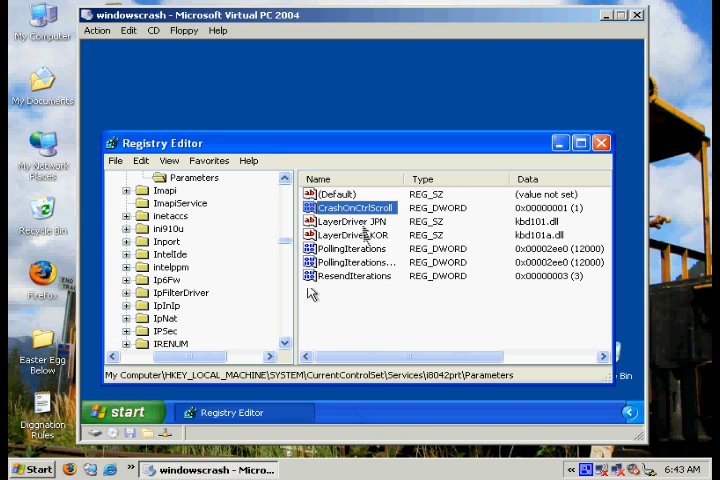 windowscrash - Microsoft Virtual PC 2004
Action Edit CD Floppy Help
My Computer
My Documents
My Network
Places
Recycle Bin
Firefox
Easter Egg
Below
Diggnation
Rules
Registry Editor
File Edit View Favorites Help
Parameters
Imapi
ImapiService
inetaccs
ini910u
Inport
IntelIde
intelppm
Ip6Fw
IpFilterDriver
IpInIp
IpNat
IPSec
IRENUM
Name Type Data
(Default) REG_SZ (value not set)
CrashOnCtrlScroll REG_DWORD 0x00000001 (1)
LayerDriver JPN REG_SZ kbd101.dll
LayerDriver KOR REG_SZ kbd101a.dll
PollingIterations REG_DWORD 0x00002ee0 (12000)
PollingIterations... REG_DWORD 0x00002ee0 (12000)
ResendIterations REG_DWORD 0x00000003 (3)
My Computer\HKEY_LOCAL_MACHINE\SYSTEM\CurrentControlSet\Services\i8042prt\Parameters
Bin
start Registry Editor
Start » windowscrash - Micro... « 6:43 AM